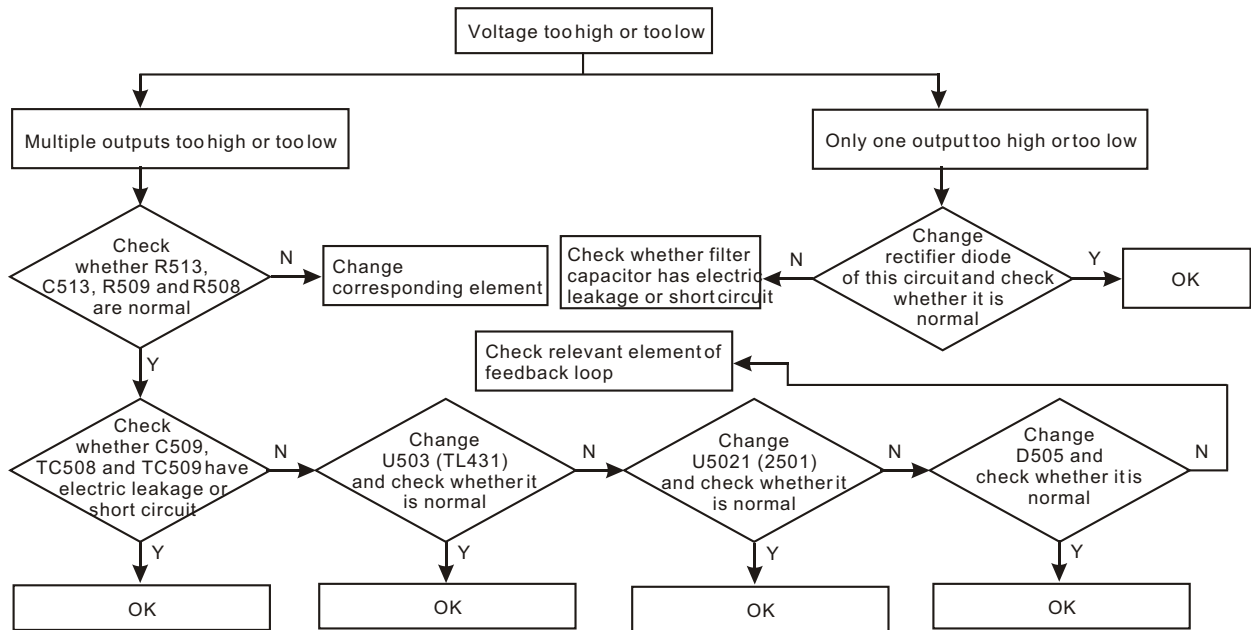 Voltage too high or too low
Multiple outputs too high or too low
Only one output too high or too low
Check
whether R513,
C513, R509 and R508
are normal
N
Change
corresponding element
Check whether filter
capacitor has electric
leakage or short circuit
N
Change
rectifier diode
of this circuit and check
whether it is
normal
Y
OK
Y
Check relevant element of
feedback loop
Check
whether C509,
TC508 and TC509 have
electric leakage or
short circuit
N
Change
U503 (TL431)
and check whether it
is normal
N
Change
U5021 (2501)
and check whether it
is normal
N
Change
D505 and
check whether it is
normal
N
Y
Y
Y
Y
OK
OK
OK
OK